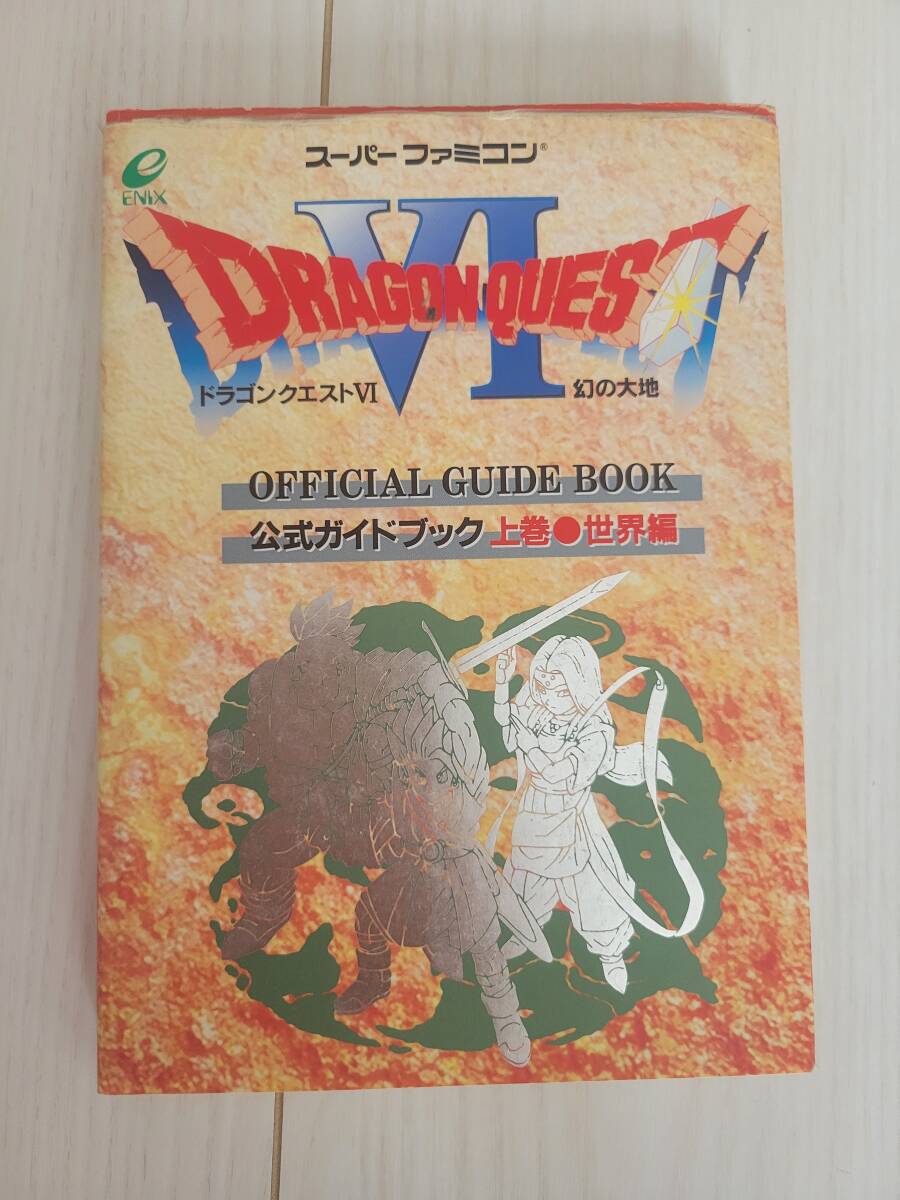 スーパーファミコン®
ENIX
VI
DRAGON QUEST
ドラゴンクエストVI 幻の大地
OFFICIAL GUIDE BOOK
公式ガイドブック 上巻●世界編